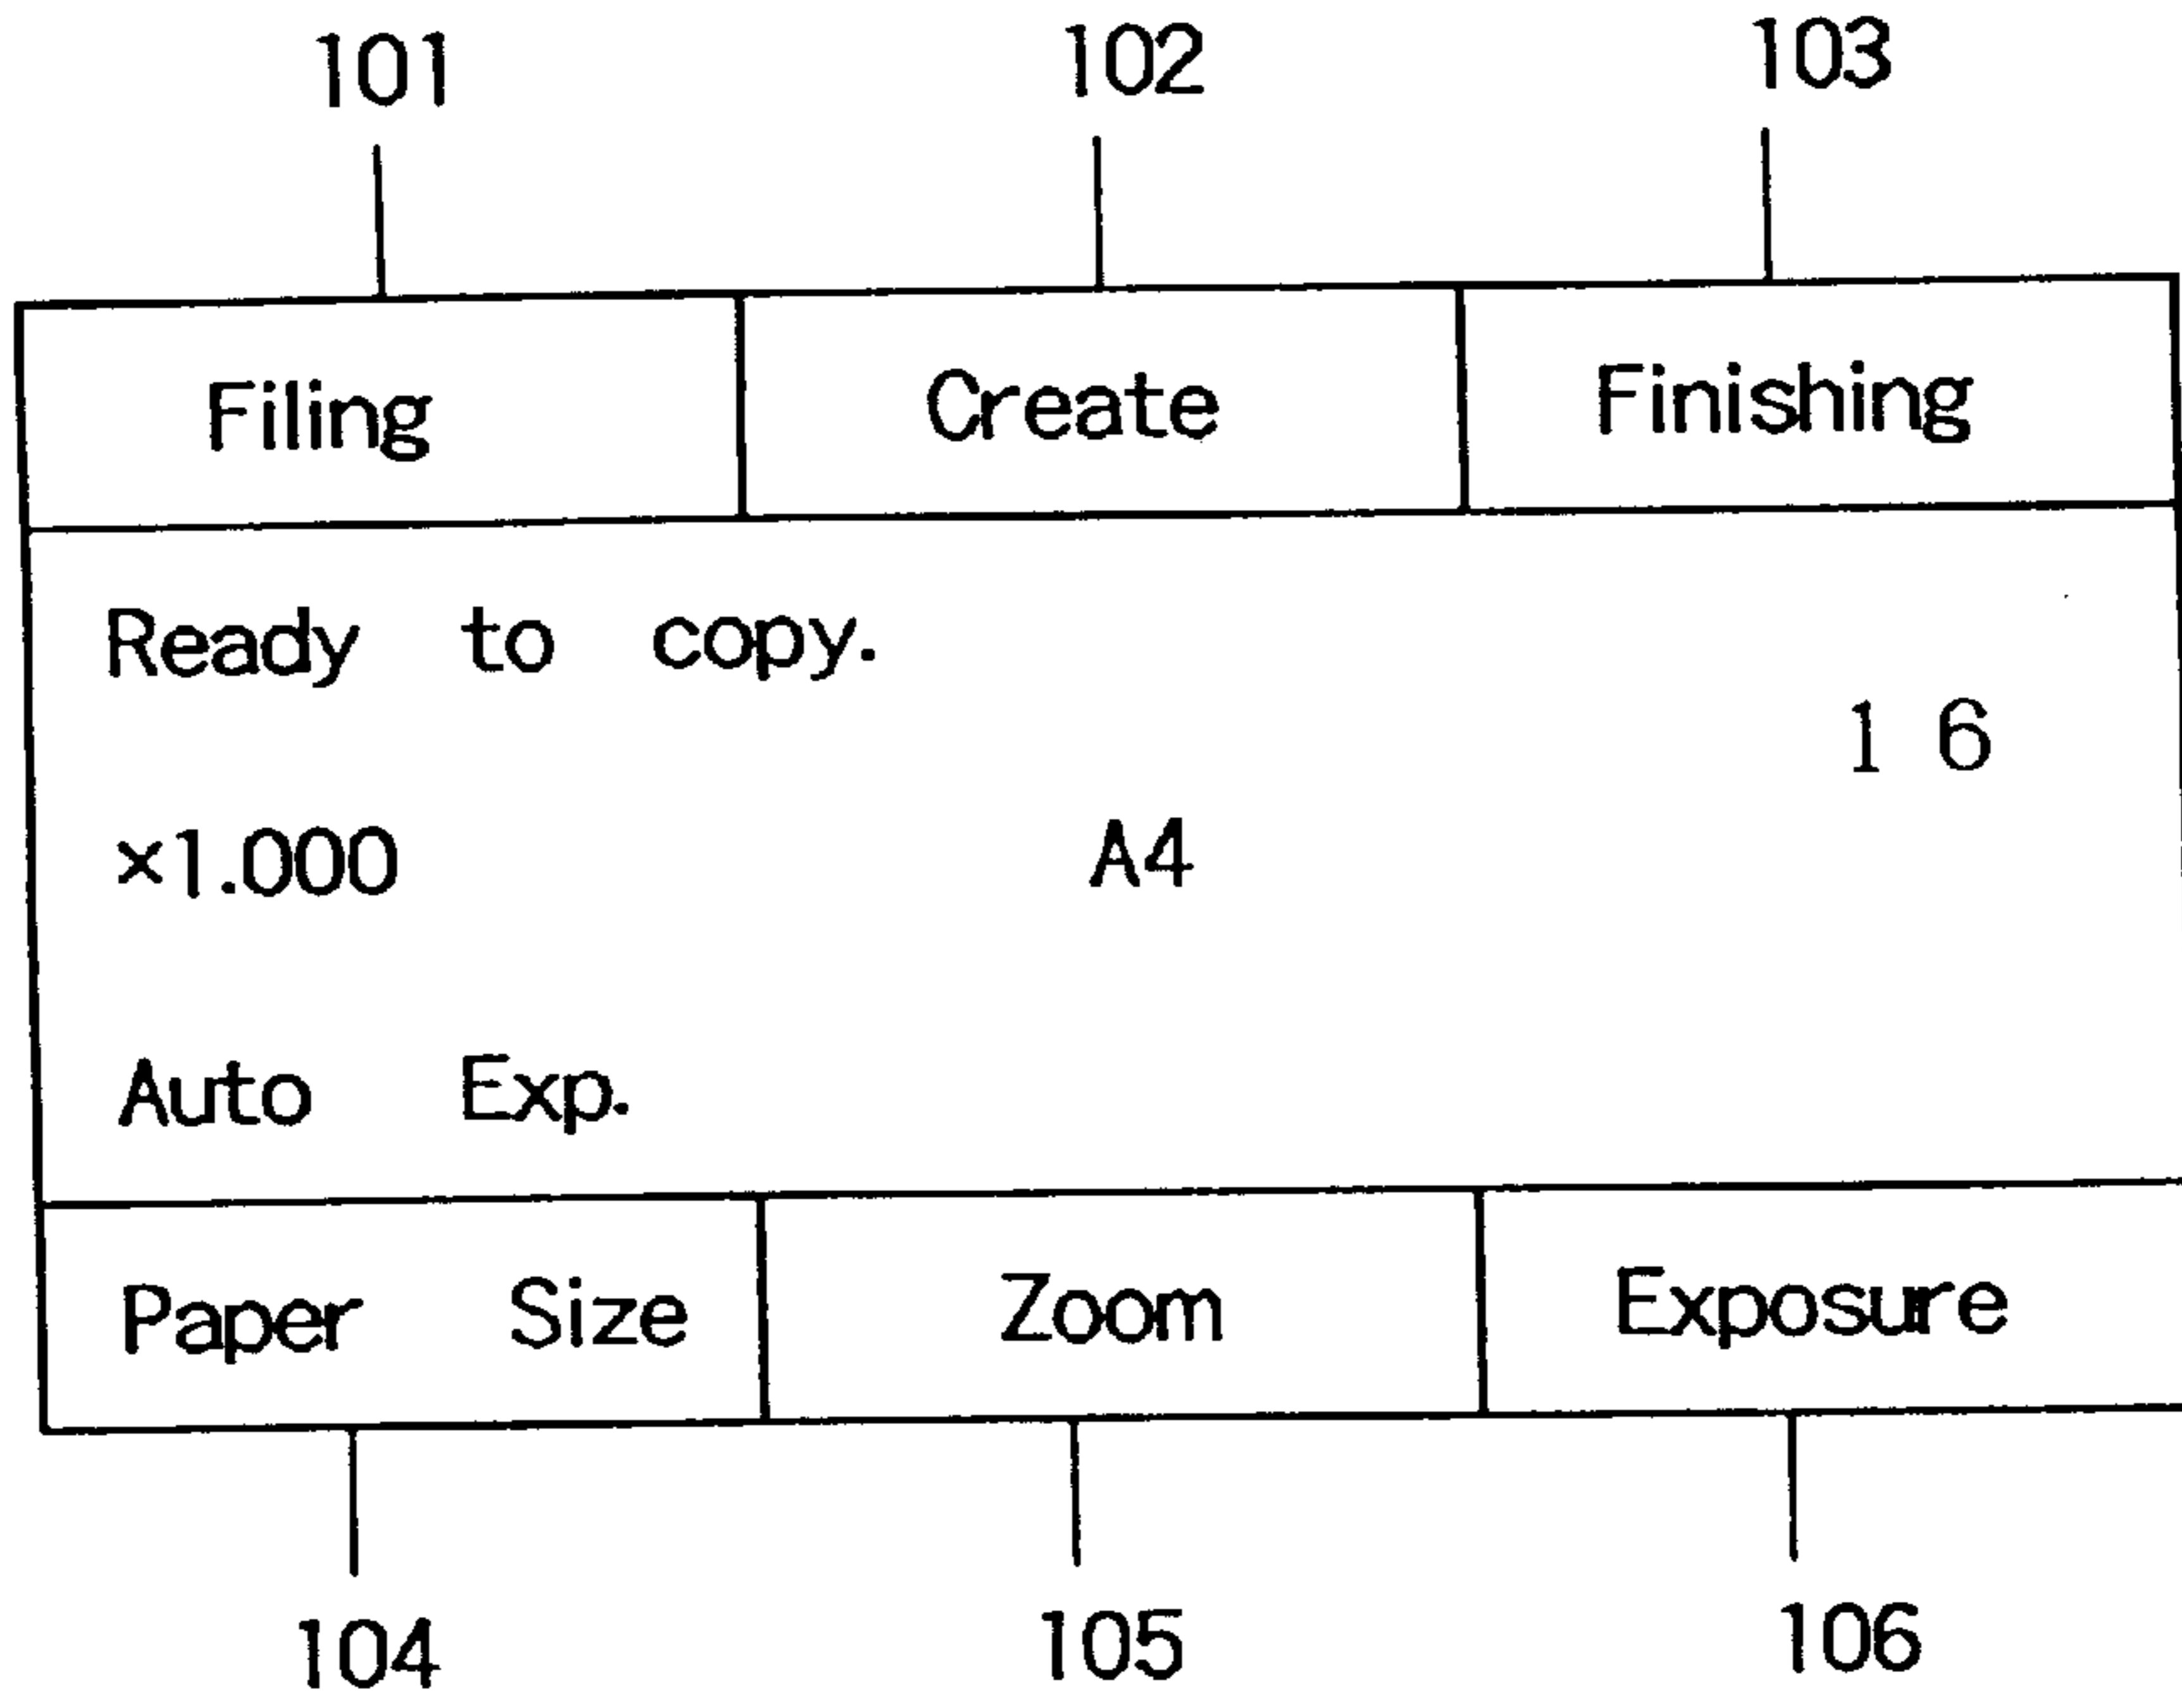 101 102 103
Filing Create Finishing
Ready to copy.
1 6
×1.000 A4
Auto Exp.
Paper Size Zoom Exposure
104 105 106